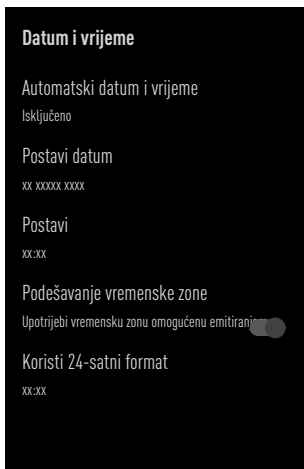 Datum i vrijeme
Automatski datum i vrijeme
Isključeno
Postavi datum
xx xxxxx xxxx
Postavi
xx:xx
Podešavanje vremenske zone
Upotrijebi vremensku zonu omogućenu
Koristi 24-satni format
xx:xx